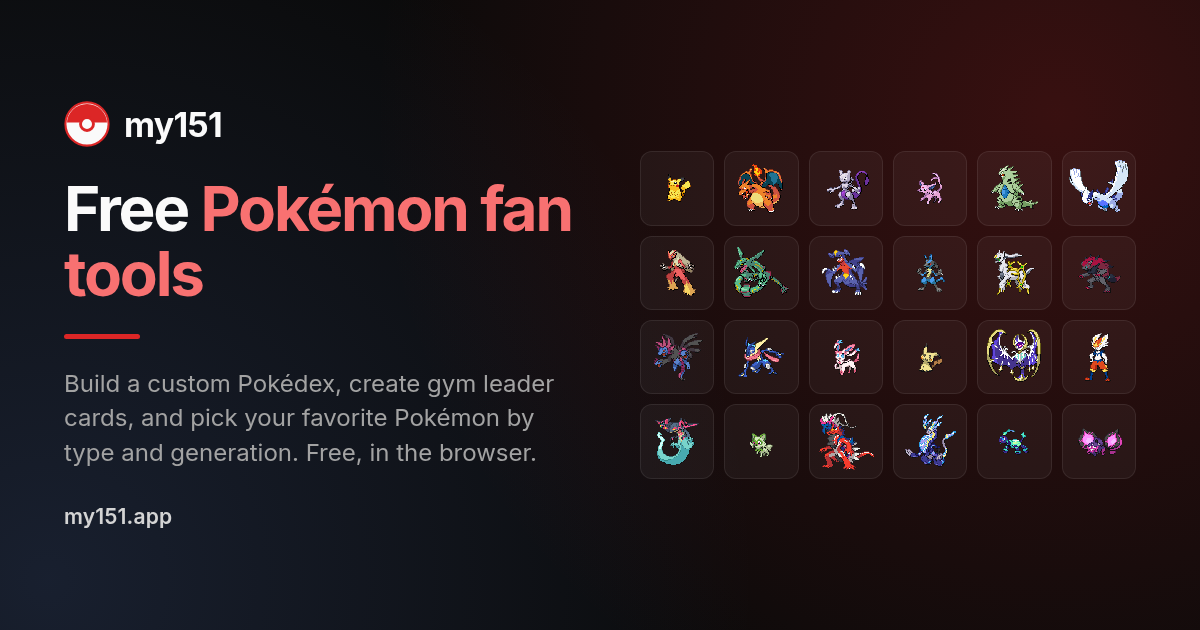 my151
Free Pokémon fan
tools
Build a custom Pokédex, create gym leader
cards, and pick your favorite Pokémon by
type and generation. Free, in the browser.
my151.app